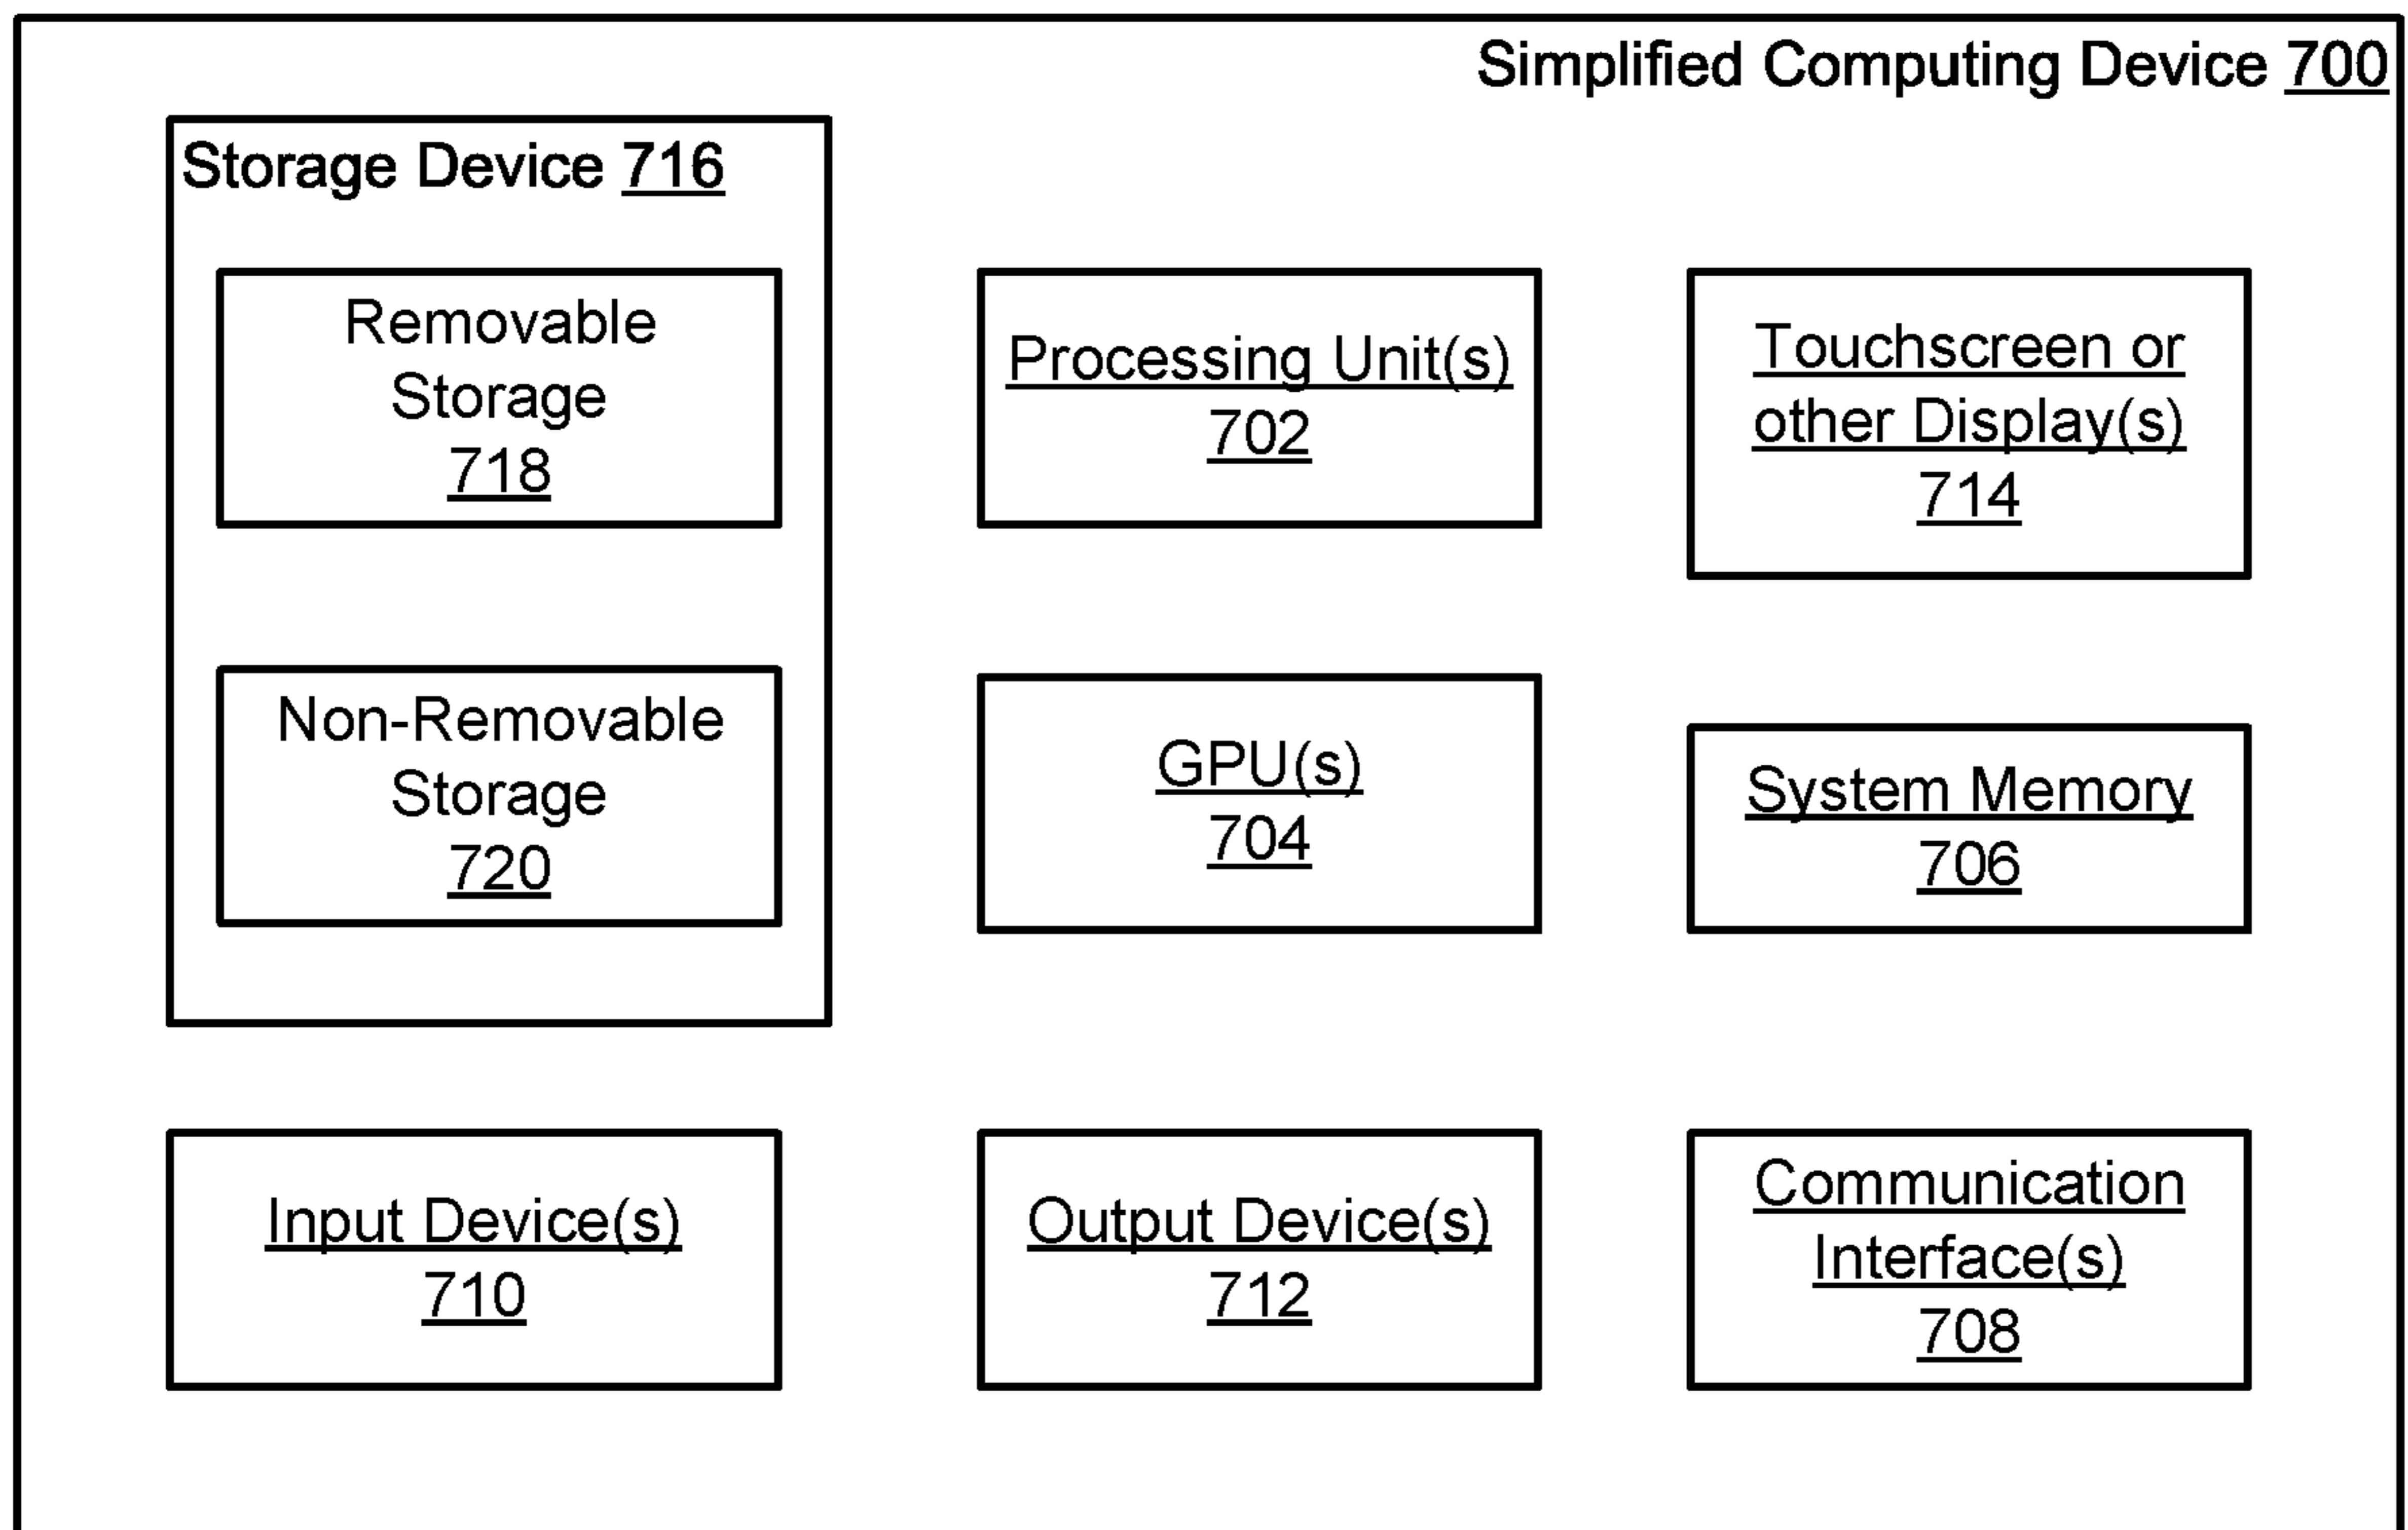 Simplified Computing Device 700
Storage Device 716
Removable
Storage
718
Processing Unit(s)
702
Touchscreen or
other Display(s)
714
Non-Removable
Storage
720
GPU(s)
704
System Memory
706
Input Device(s)
710
Output Device(s)
712
Communication
Interface(s)
708